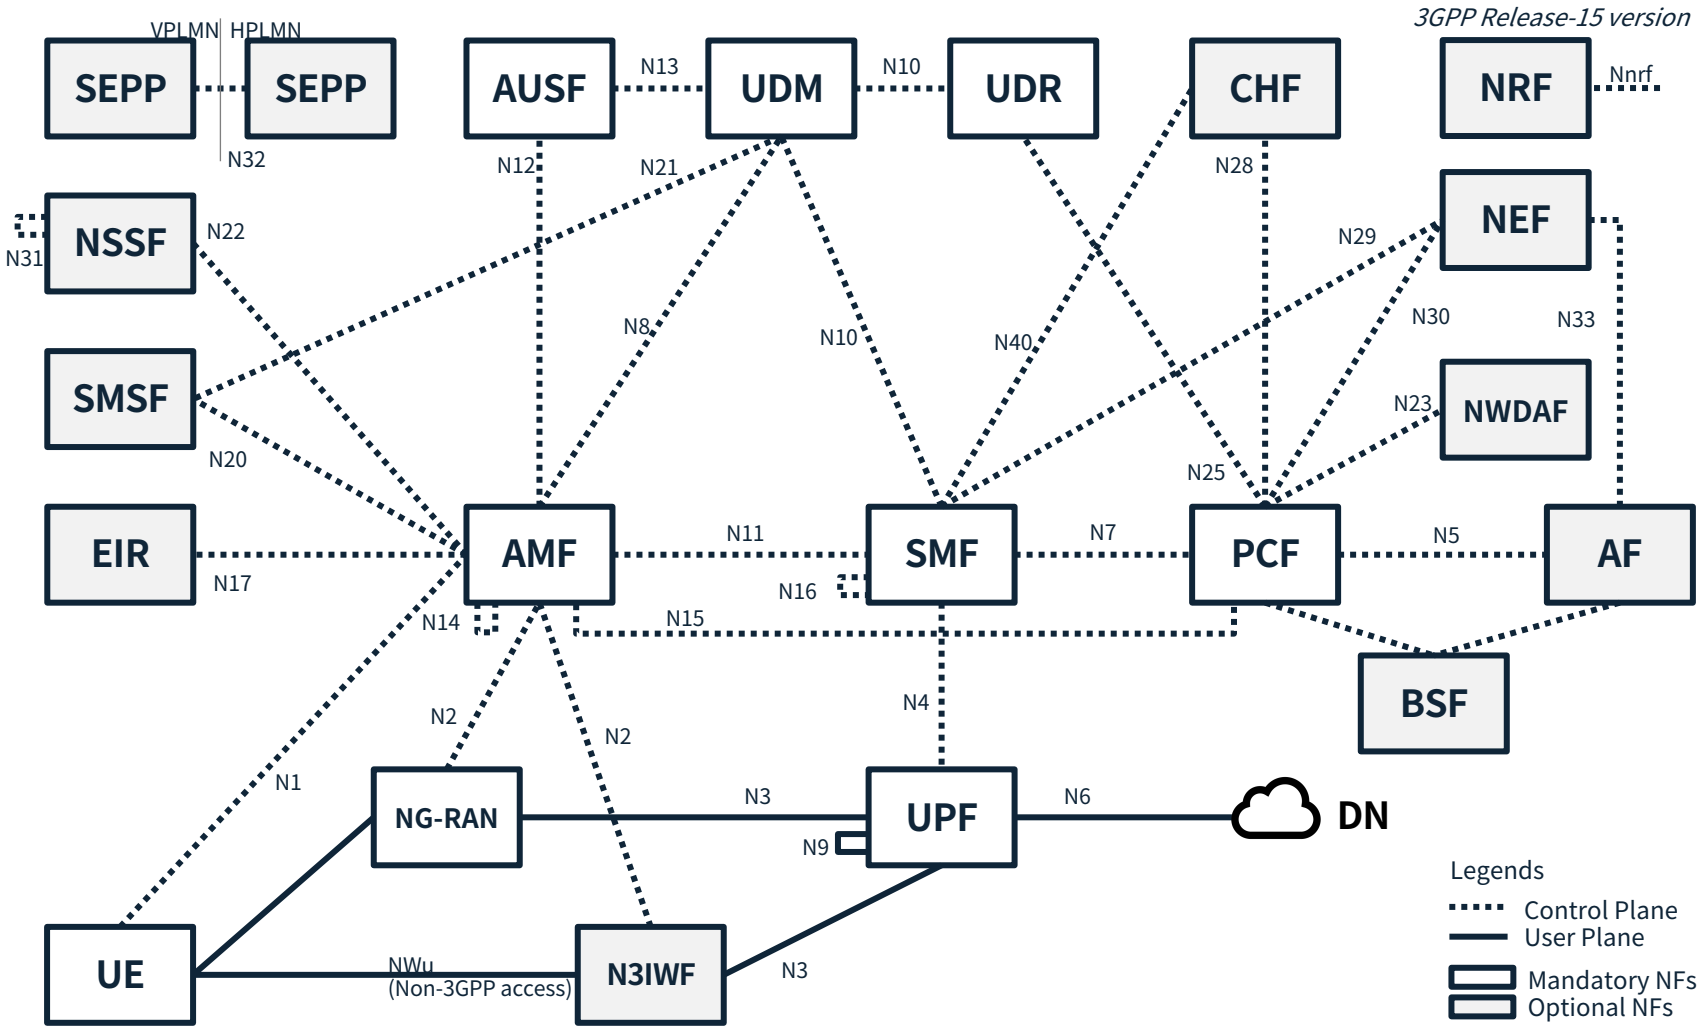 3GPP Release-15 version
VPLMN HPLMN
SEPP
SEPP
AUSF
N13
UDM
N10
UDR
CHF
NRF
Nnrf
N32
N12
N21
N28
NSSF
N22
N31
NEF
N29
N8
N10
N40
N30
N33
SMSF
N20
N23
NWDAF
N25
EIR
N17
AMF
N11
SMF
N7
PCF
N5
AF
N16
N14
N15
N2
N2
N4
BSF
N1
NG-RAN
N3
UPF
N6
DN
N9
UE
NWu
(Non-3GPP access)
N3IWF
N3
Legends
Control Plane
User Plane
Mandatory NFs
Optional NFs